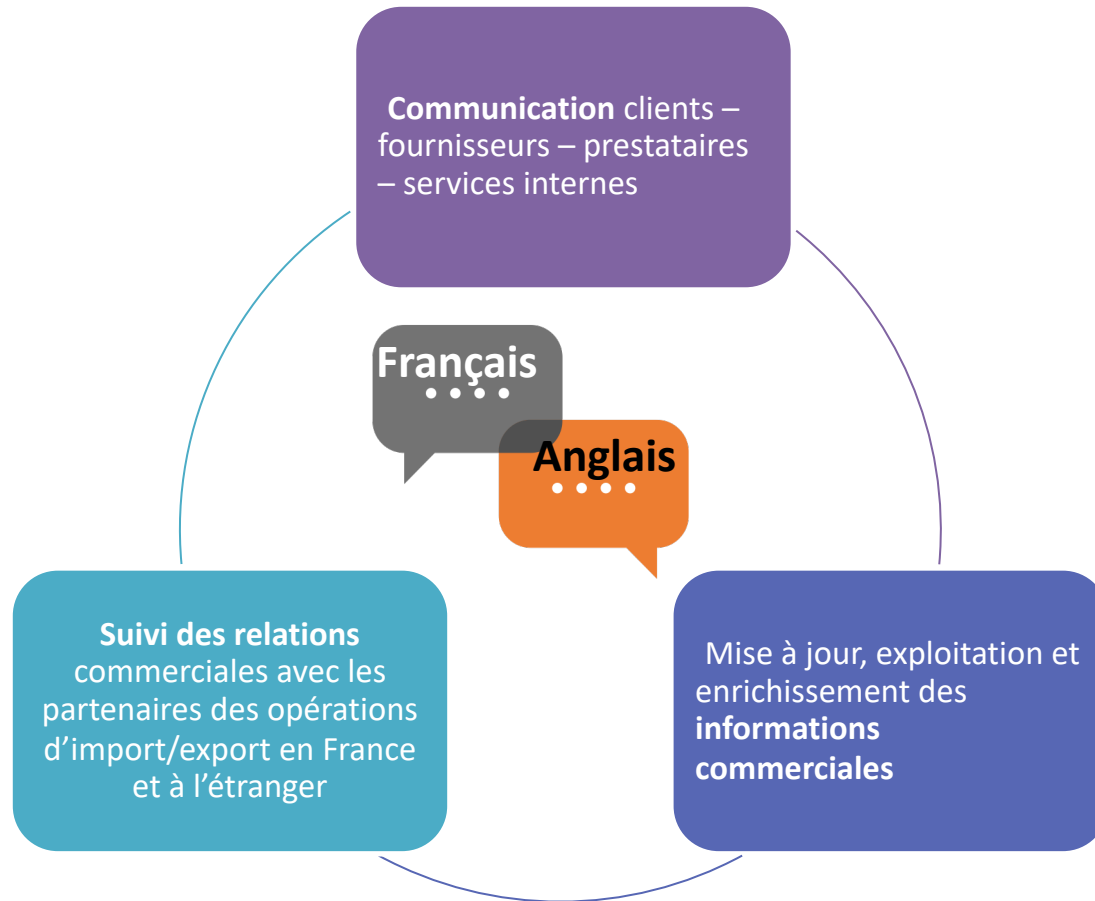 Communication clients –
fournisseurs – prestataires
– services internes
Français
Anglais
Suivi des relations
commerciales avec les
partenaires des opérations
d’import/export en France
et à l’étranger
Mise à jour, exploitation et
enrichissement des
informations
commerciales